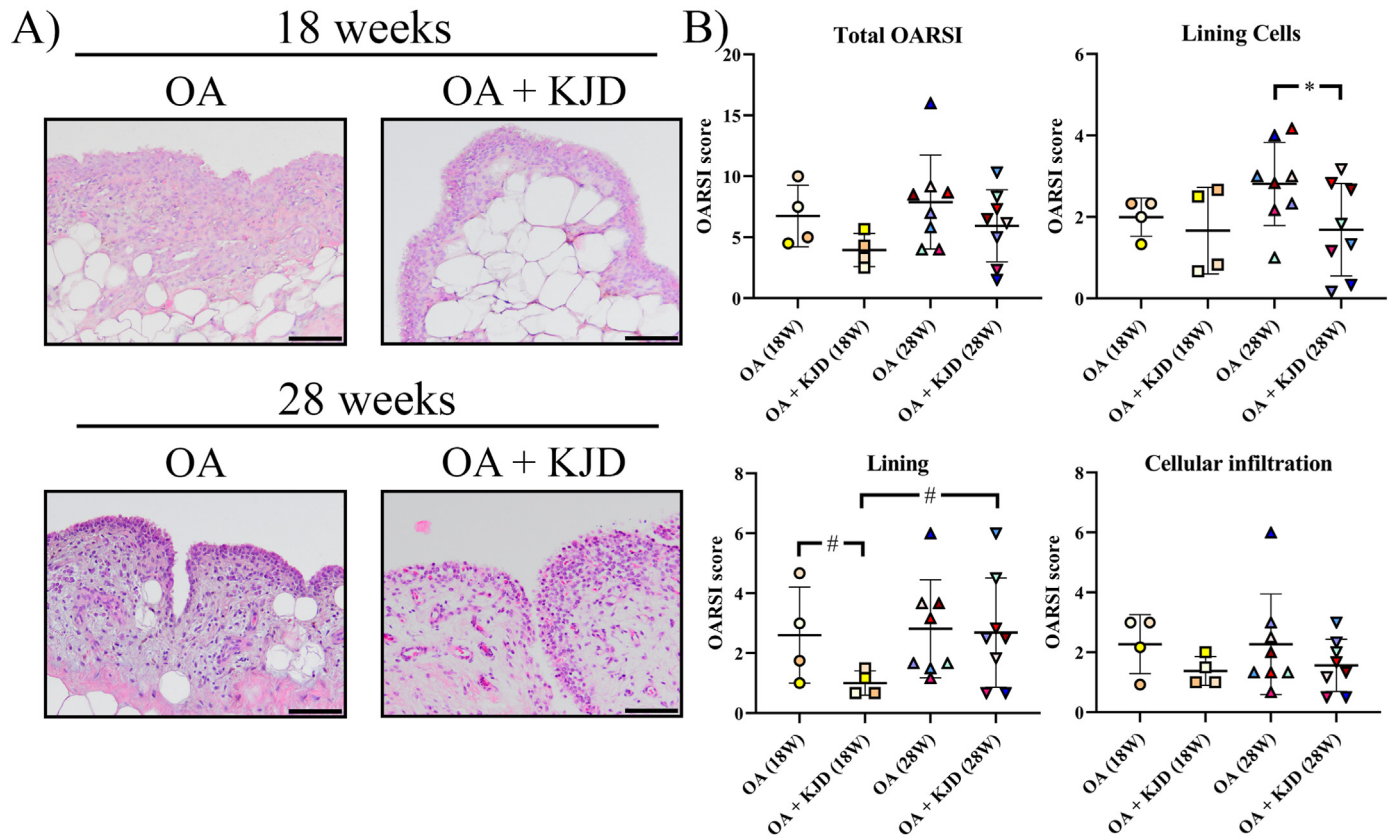 A)
18 weeks
OA
OA + KJD
28 weeks
OA
OA + KJD
B)
Total OARSI
OARSI score
20
15
10
5
0
OA (18W)
OA + KJD (18W)
OA (28W)
OA + KJD (28W)
Lining Cells
OARSI score
6
4
2
0
*
OA (18W)
OA + KJD (18W)
OA (28W)
OA + KJD (28W)
Lining
OARSI score
8
6
4
2
0
#
#
OA (18W)
OA + KJD (18W)
OA (28W)
OA + KJD (28W)
Cellular infiltration
OARSI score
8
6
4
2
0
OA (18W)
OA + KJD (18W)
OA (28W)
OA + KJD (28W)